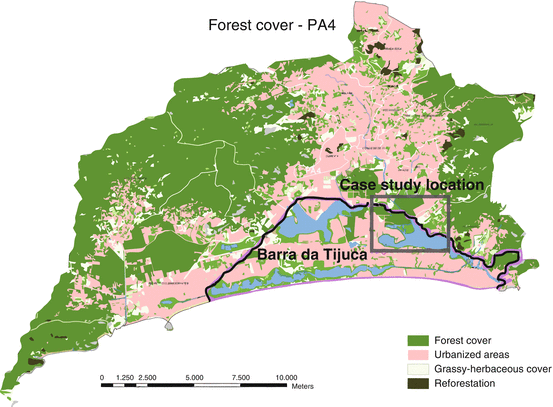 Forest cover - PA4
Case study location
Barra da Tijuca
Forest cover
Urbanized areas
Grassy-herbaceous cover
Reforestation
0 1.250 2.500 5.000 7.500 10.000
Meters